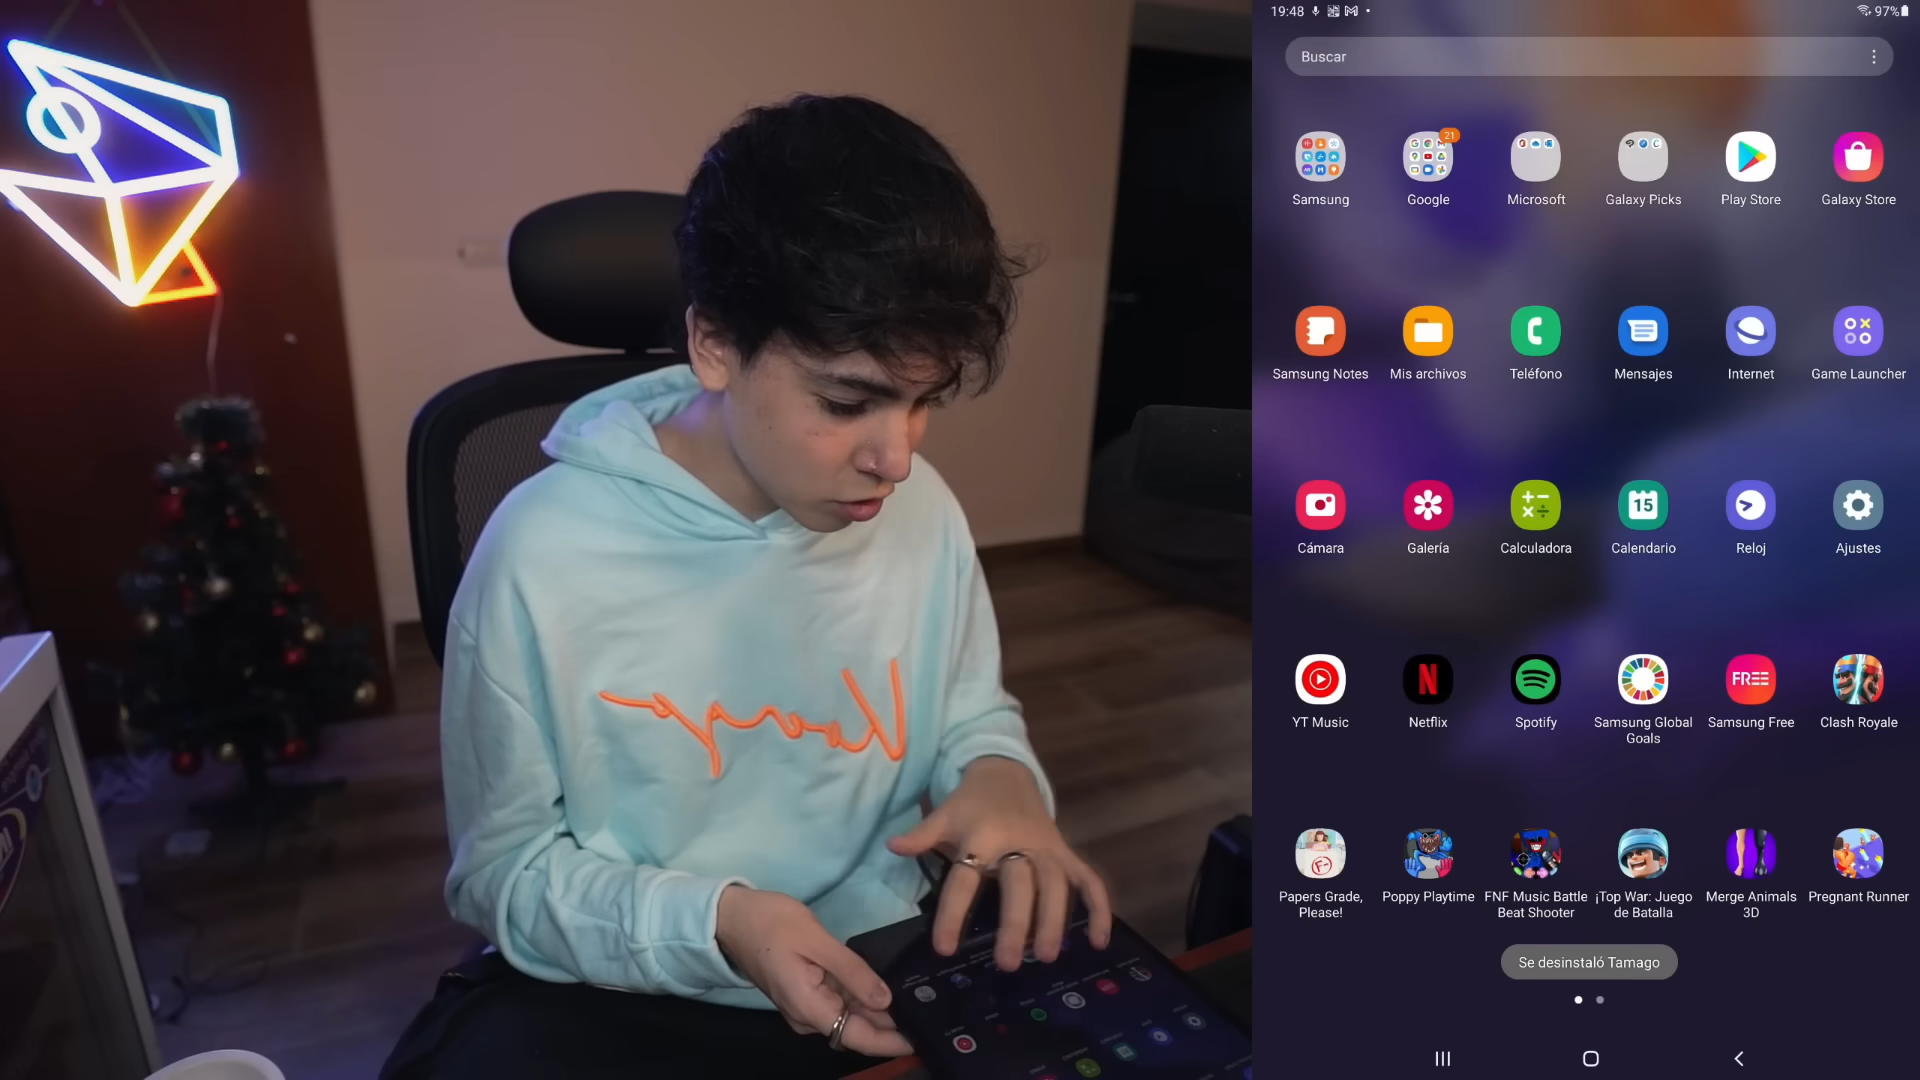 19:48
97%
Buscar
21
Samsung
Google
Microsoft
Galaxy Picks
Play Store
Galaxy Store
Samsung Notes
Mis archivos
Teléfono
Mensajes
Internet
Game Launcher
15
Cámara
Galería
Calculadora
Calendario
Reloj
Ajustes
N
FREE
YT Music
Netflix
Spotify
Samsung Global
Goals
Samsung Free
Clash Royale
F-
Papers Grade,
Please!
Poppy Playtime
FNF Music Battle
Beat Shooter
¡Top War: Juego
de Batalla
Merge Animals
3D
Pregnant Runner
Se desinstaló Tamago